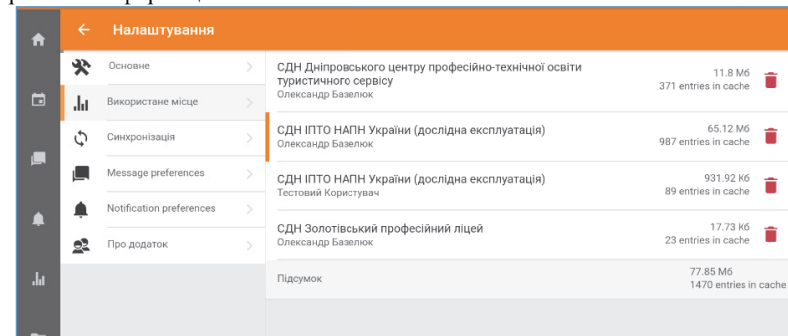 Налаштування
Основне
Використане місце
Синхронізація
Message preferences
Notification preferences
Про додаток
СДН Дніпровського центру професійно-технічної освіти
туристичного сервісу
Олександр Базелюк
11.8 Мб
371 entries in cache
СДН ІПТО НАПН України (дослідна експлуатація)
Олександр Базелюк
65.12 Мб
987 entries in cache
СДН ІПТО НАПН України (дослідна експлуатація)
Тестовий Користувач
931.92 Кб
89 entries in cache
СДН Золотівський професійний ліцей
Олександр Базелюк
17.73 Кб
23 entries in cache
Підсумок
77.85 Мб
1470 entries in cache